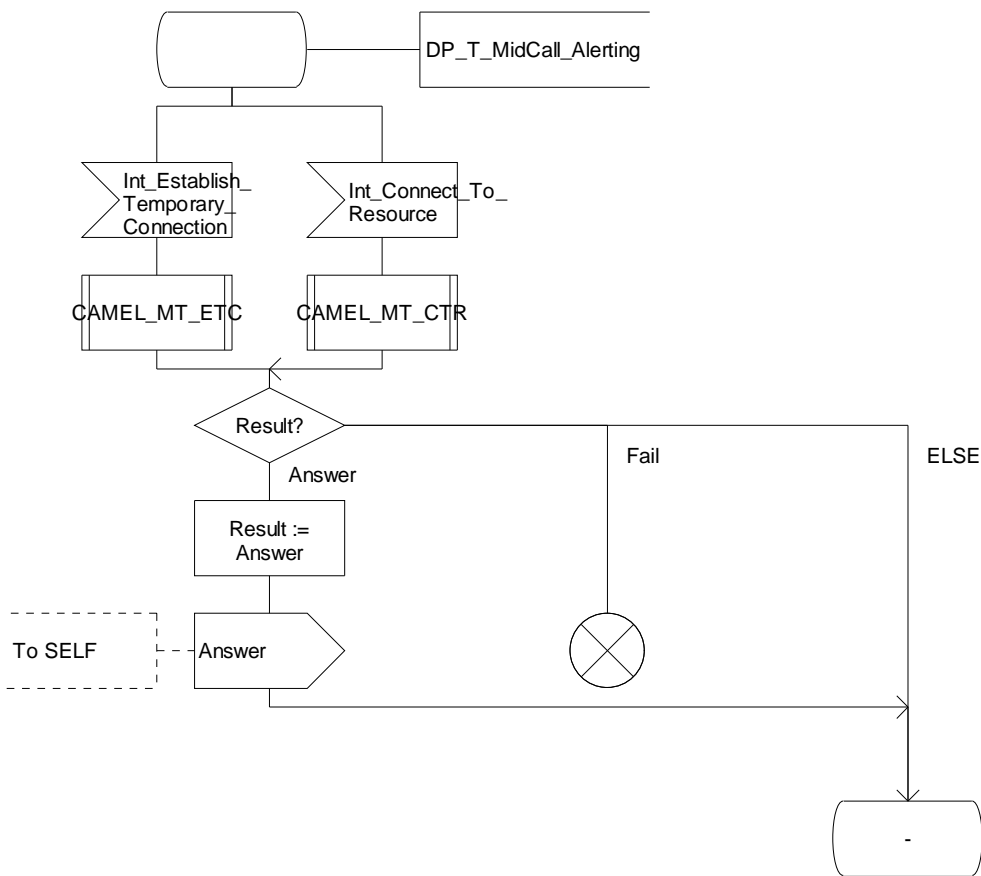 DP_T_MidCall_Alerting
Int_Establish_
Temporary_
Connection
Int_Connect_To_
Resource
CAMEL_MT_ETC
CAMEL_MT_CTR
Result?
Fail
ELSE
Answer
Result :=
Answer
To SELF
Answer
-